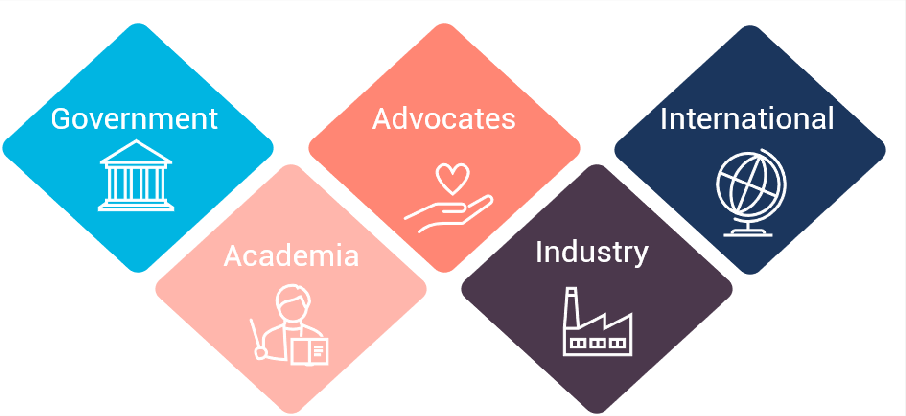 Government
Advocates
International
Academia
Industry